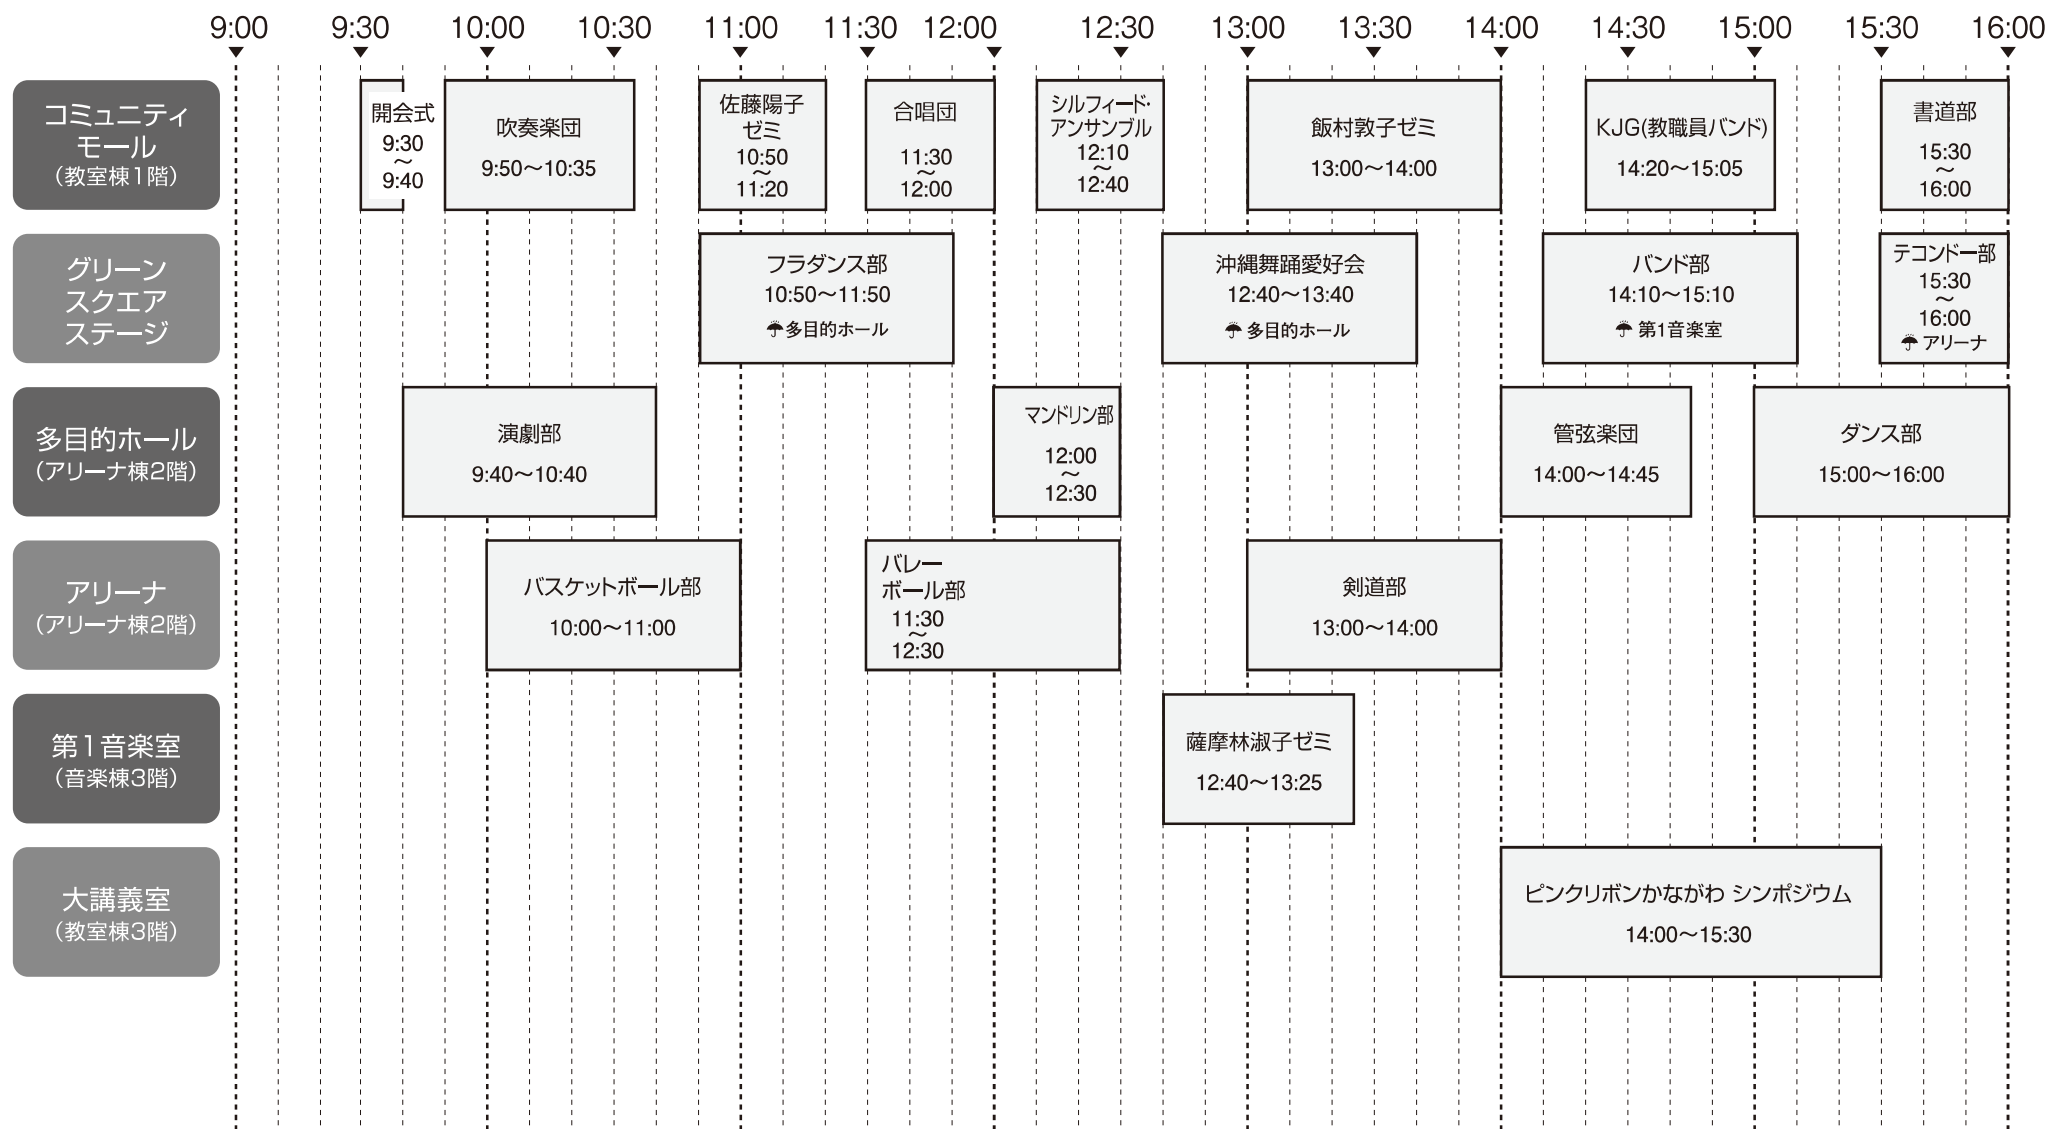 9:00 9:30 10:00 10:30 11:00 11:30 12:00 12:30 13:00 13:30 14:00 14:30 15:00 15:30 16:00
コミュニティ
モール
（教室棟1階）
開会式
9:30
〜
9:40
吹奏楽団
9:50〜10:35
佐藤陽子
ゼミ
10:50
〜
11:20
合唱団
11:30
〜
12:00
シルフィード・
アンサンブル
12:10
〜
12:40
飯村敦子ゼミ
13:00〜14:00
KJG(教職員バンド)
14:20〜15:05
書道部
15:30
〜
16:00
グリーン
スクエア
ステージ
フラダンス部
10:50〜11:50
☂多目的ホール
沖縄舞踊愛好会
12:40〜13:40
☂ 多目的ホール
バンド部
14:10〜15:10
☂ 第1音楽室
テコンドー部
15:30
〜
16:00
☂ アリーナ
多目的ホール
（アリーナ棟2階）
演劇部
9:40〜10:40
マンドリン部
12:00
〜
12:30
管弦楽団
14:00〜14:45
ダンス部
15:00〜16:00
アリーナ
（アリーナ棟2階）
バスケットボール部
10:00〜11:00
バレー
ボール部
11:30
〜
12:30
剣道部
13:00〜14:00
第1音楽室
（音楽棟3階）
薩摩林淑子ゼミ
12:40〜13:25
大講義室
（教室棟3階）
ピンクリボンかながわ シンポジウム
14:00〜15:30